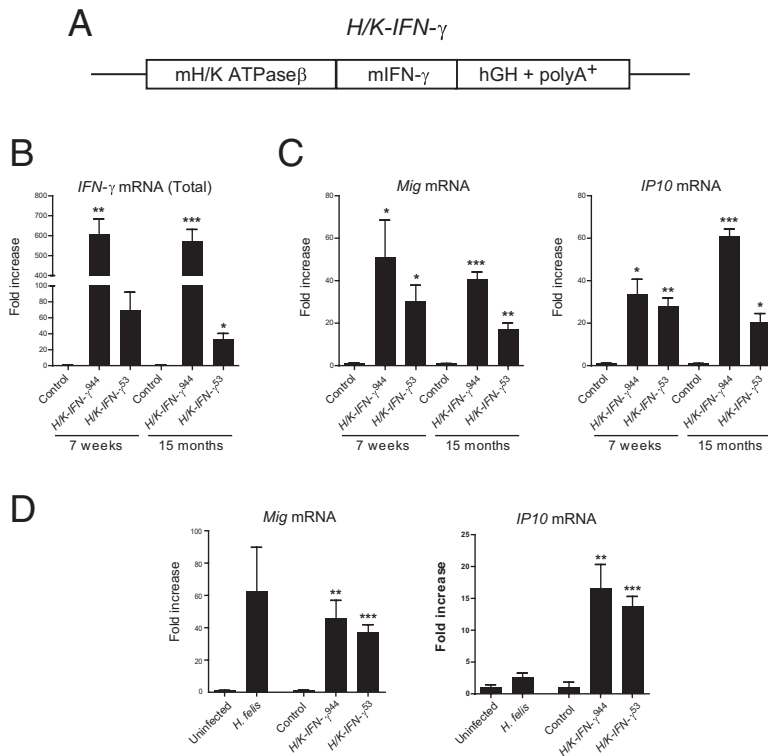 A
H/K-IFN-γ
mH/K ATPaseβ
mIFN-γ
hGH + polyA+
B
IFN-γ mRNA (Total)
Fold increase
800
700
600
500
400
100
80
60
40
20
0
**
***
*
Control
H/K-IFN-γ944
H/K-IFN-γ53
Control
H/K-IFN-γ944
H/K-IFN-γ53
7 weeks
15 months
C
Mig mRNA
Fold increase
80
60
40
20
0
*
*
***
**
Control
H/K-IFN-γ944
H/K-IFN-γ53
Control
H/K-IFN-γ944
H/K-IFN-γ53
7 weeks
15 months
IP10 mRNA
Fold increase
80
60
40
20
0
*
**
***
*
Control
H/K-IFN-γ944
H/K-IFN-γ53
Control
H/K-IFN-γ944
H/K-IFN-γ53
7 weeks
15 months
D
Mig mRNA
Fold increase
100
80
60
40
20
0
**
***
Uninfected
H. felis
Control
H/K-IFN-γ944
H/K-IFN-γ53
IP10 mRNA
Fold increase
25
20
15
10
5
0
**
***
Uninfected
H. felis
Control
H/K-IFN-γ944
H/K-IFN-γ53